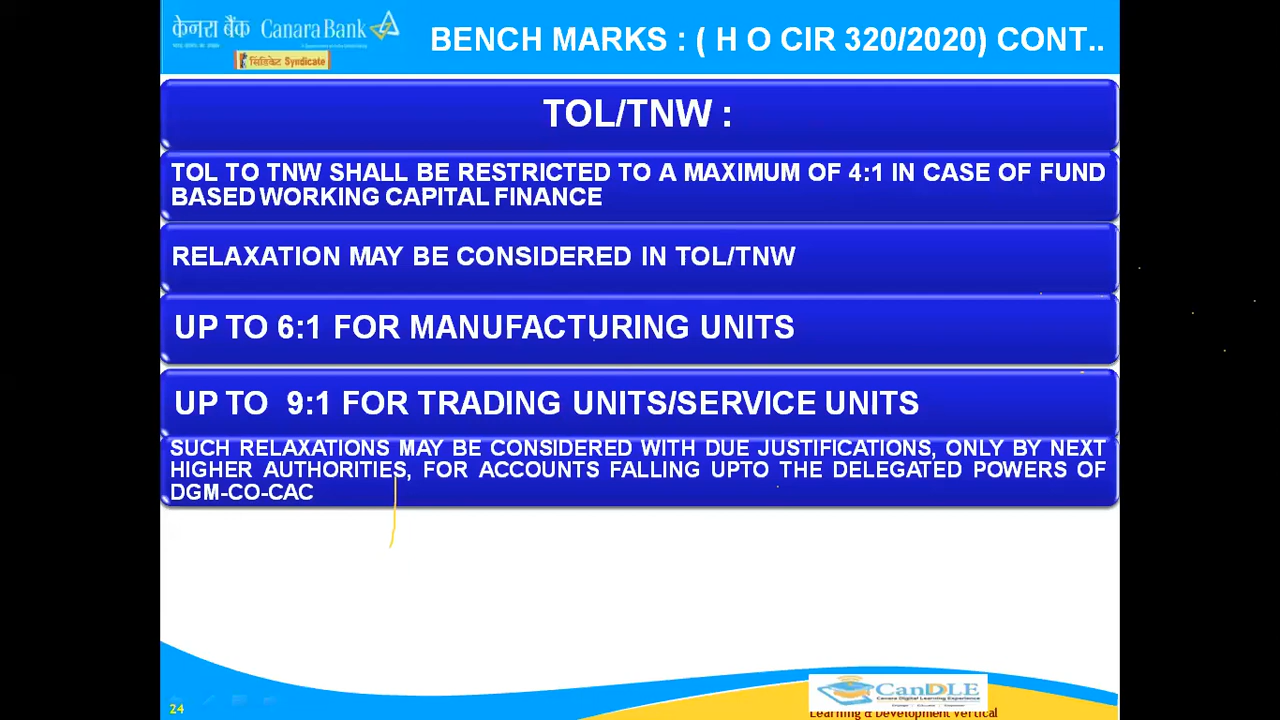 केनरा बैंक Canara Bank
सिंडिकेट Syndicate
BENCH MARKS : ( H O CIR 320/2020) CONT..
TOL/TNW :
TOL TO TNW SHALL BE RESTRICTED TO A MAXIMUM OF 4:1 IN CASE OF FUND
BASED WORKING CAPITAL FINANCE
RELAXATION MAY BE CONSIDERED IN TOL/TNW
UP TO 6:1 FOR MANUFACTURING UNITS
UP TO 9:1 FOR TRADING UNITS/SERVICE UNITS
SUCH RELAXATIONS MAY BE CONSIDERED WITH DUE JUSTIFICATIONS, ONLY BY NEXT
HIGHER AUTHORITIES, FOR ACCOUNTS FALLING UPTO THE DELEGATED POWERS OF
DGM-CO-CAC
24
CanDLE
Canara Digital Learning Experience
Learning & Development Vertical